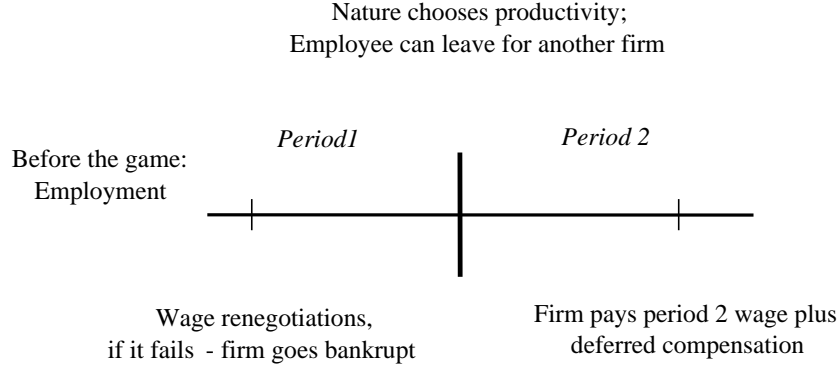 Nature chooses productivity;
Employee can leave for another firm
Period1
Period 2
Before the game:
Employment
Wage renegotiations,
if it fails - firm goes bankrupt
Firm pays period 2 wage plus
deferred compensation